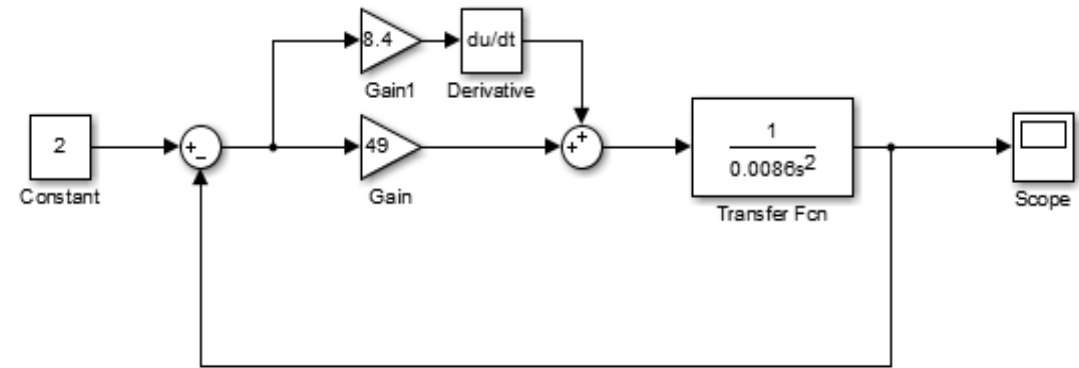 8.4
du/dt
Gain1
Derivative
2
+
−
49
+
+
1
0.0086s²
Constant
Gain
Transfer Fcn
Scope